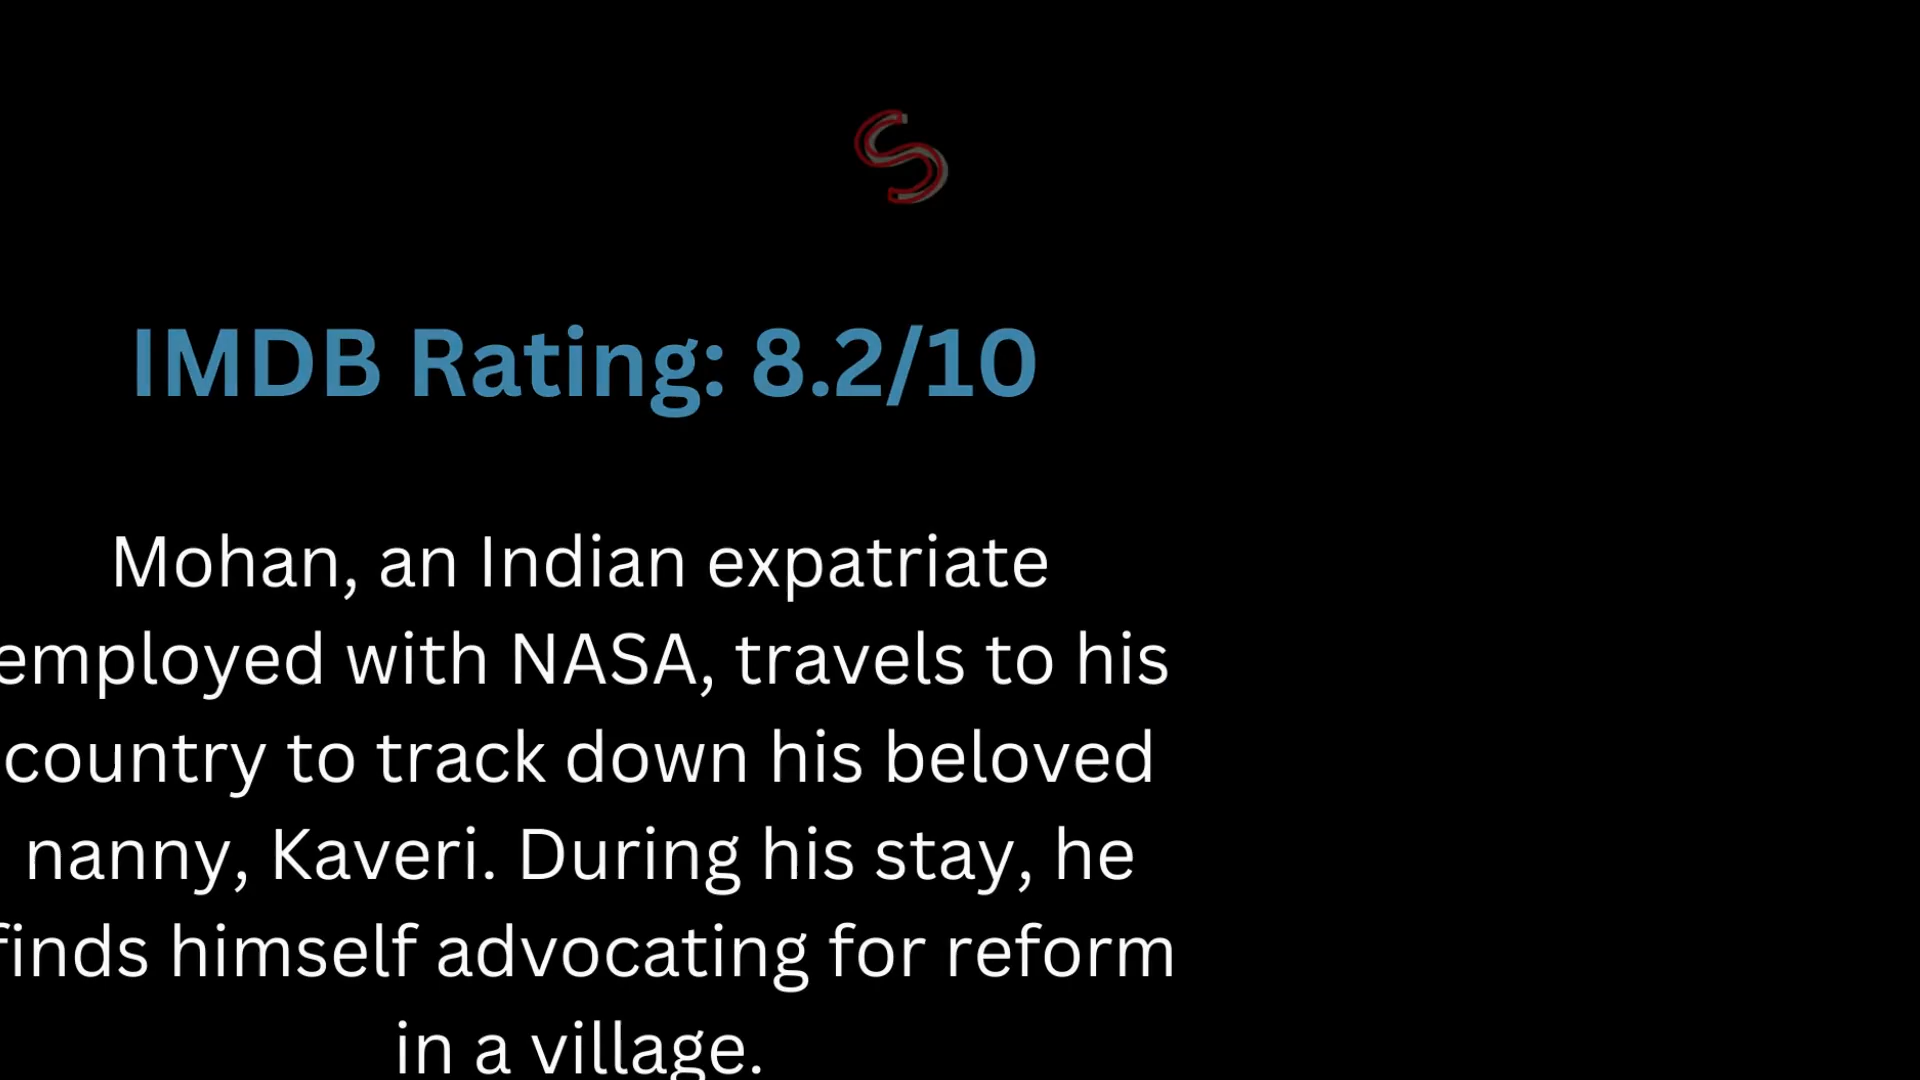 S
IMDB Rating: 8.2/10
Mohan, an Indian expatriate
employed with NASA, travels to his
country to track down his beloved
nanny, Kaveri. During his stay, he
finds himself advocating for reform
in a village.